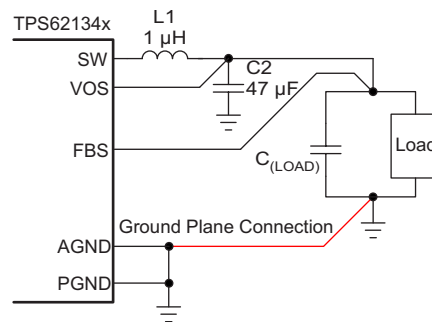 TPS62134x
L1
1 µH
SW
VOS
C2
47 µF
FBS
C(LOAD)
Load
Ground Plane Connection
AGND
PGND